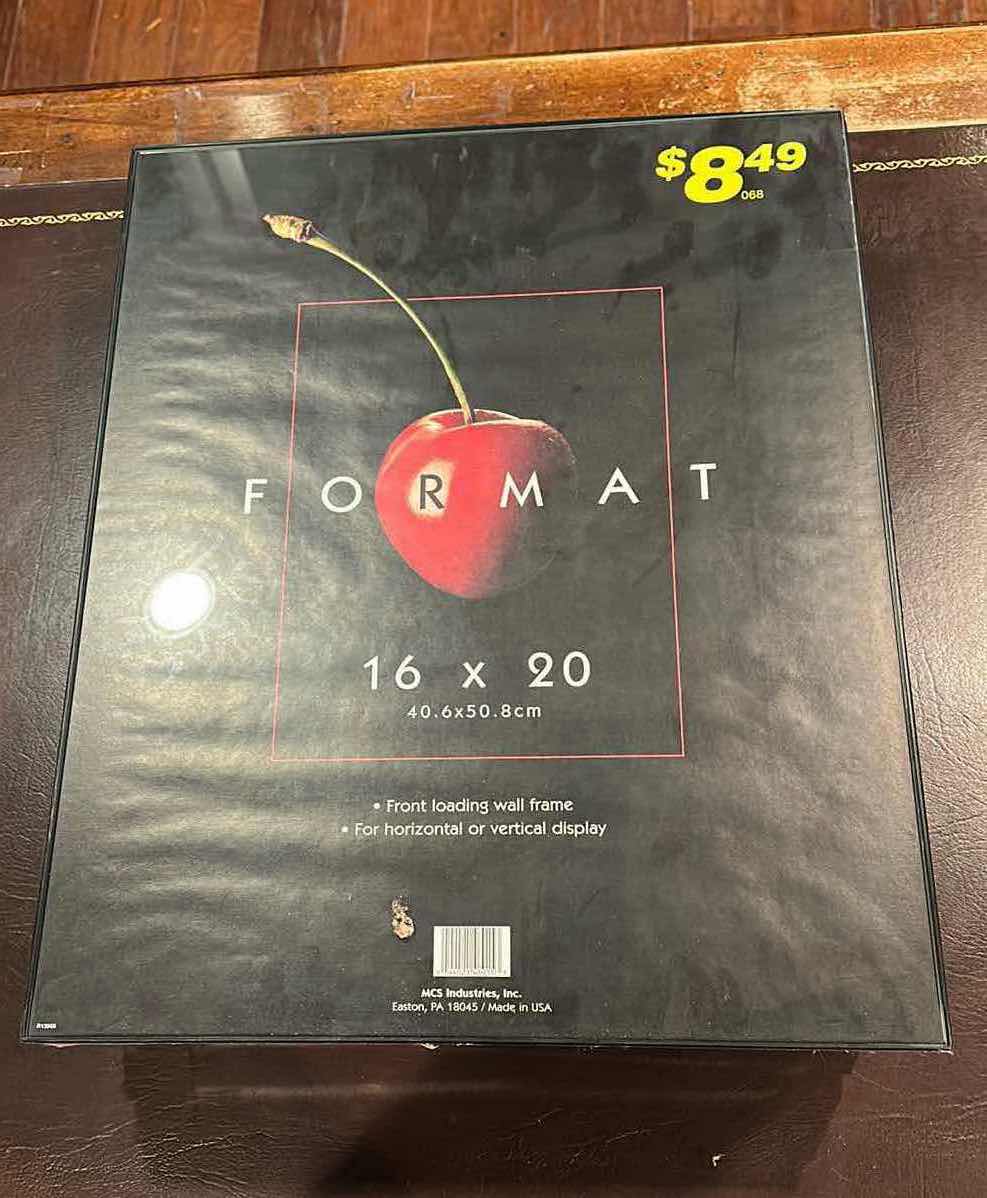 $8.49
068
FORMAT
16 x 20
40.6x50.8cm
• Front loading wall frame
• For horizontal or vertical display
MCS Industries, Inc.
Easton, PA 18045 / Made in USA